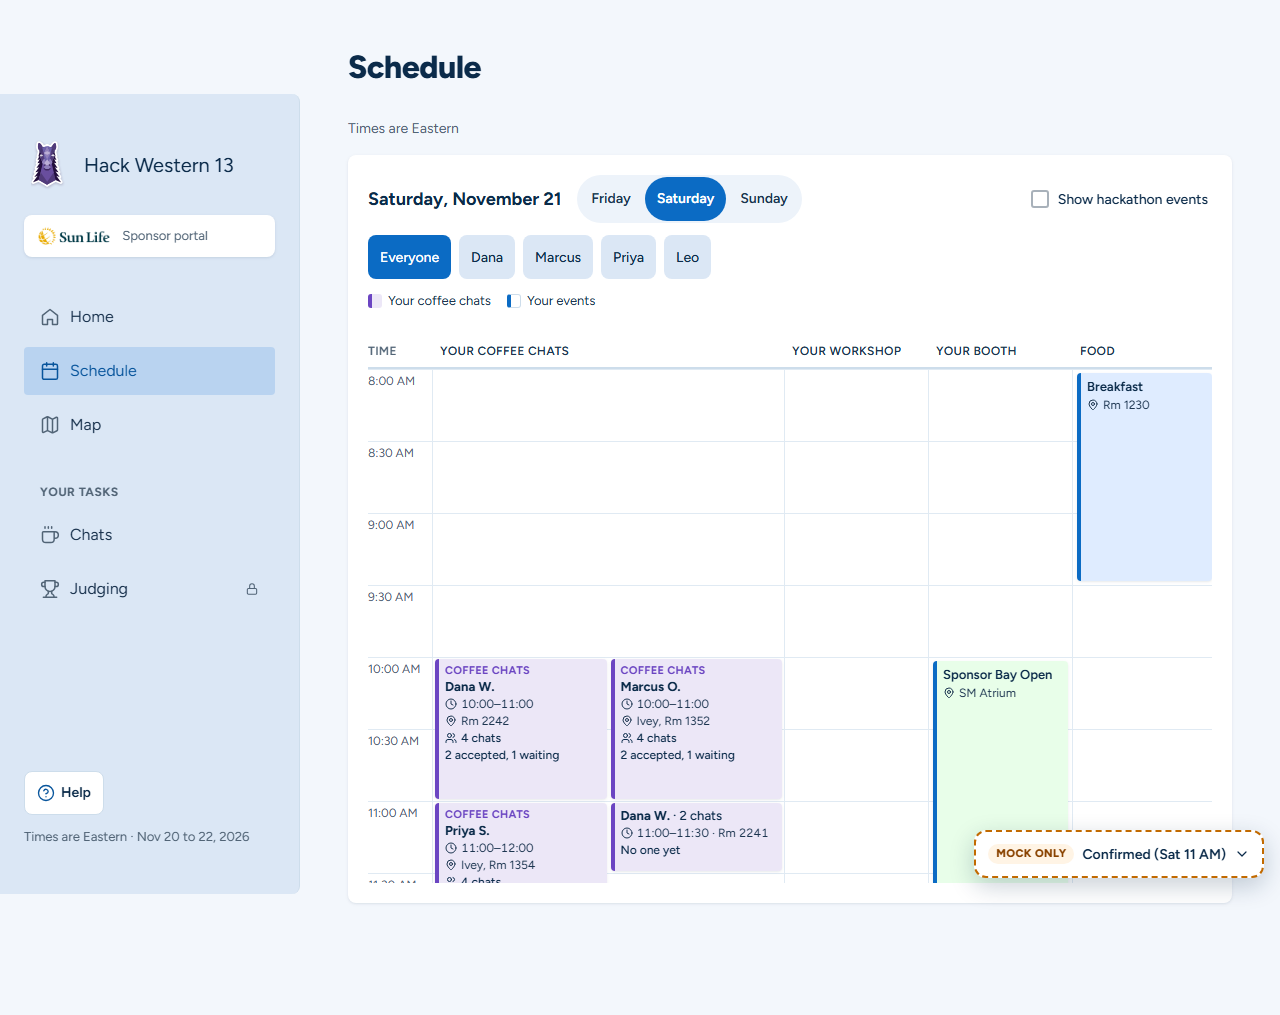 Schedule
Times are Eastern
Hack Western 13
Sun Life Sponsor portal
Home
Schedule
Map
YOUR TASKS
Chats
Judging
Help
Times are Eastern · Nov 20 to 22, 2026
Saturday, November 21
Friday
Saturday
Sunday
Show hackathon events
Everyone
Dana
Marcus
Priya
Leo
Your coffee chats
Your events
TIME
YOUR COFFEE CHATS
YOUR WORKSHOP
YOUR BOOTH
FOOD
8:00 AM
8:30 AM
9:00 AM
9:30 AM
10:00 AM
10:30 AM
11:00 AM
11:30 AM
Breakfast
Rm 1230
COFFEE CHATS
Dana W.
10:00–11:00
Rm 2242
4 chats
2 accepted, 1 waiting
COFFEE CHATS
Marcus O.
10:00–11:00
Ivey, Rm 1352
4 chats
2 accepted, 1 waiting
Sponsor Bay Open
SM Atrium
COFFEE CHATS
Priya S.
11:00–12:00
Ivey, Rm 1354
4 chats
Dana W. · 2 chats
11:00–11:30 · Rm 2241
No one yet
MOCK ONLY
Confirmed (Sat 11 AM)